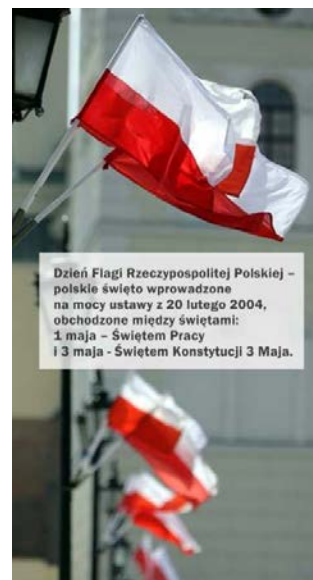 Dzień Flagi Rzeczypospolitej Polskiej –
polskie święto wprowadzone
na mocy ustawy z 20 lutego 2004,
obchodzone między świętami:
1 maja – Świętem Pracy
i 3 maja - Świętem Konstytucji 3 Maja.